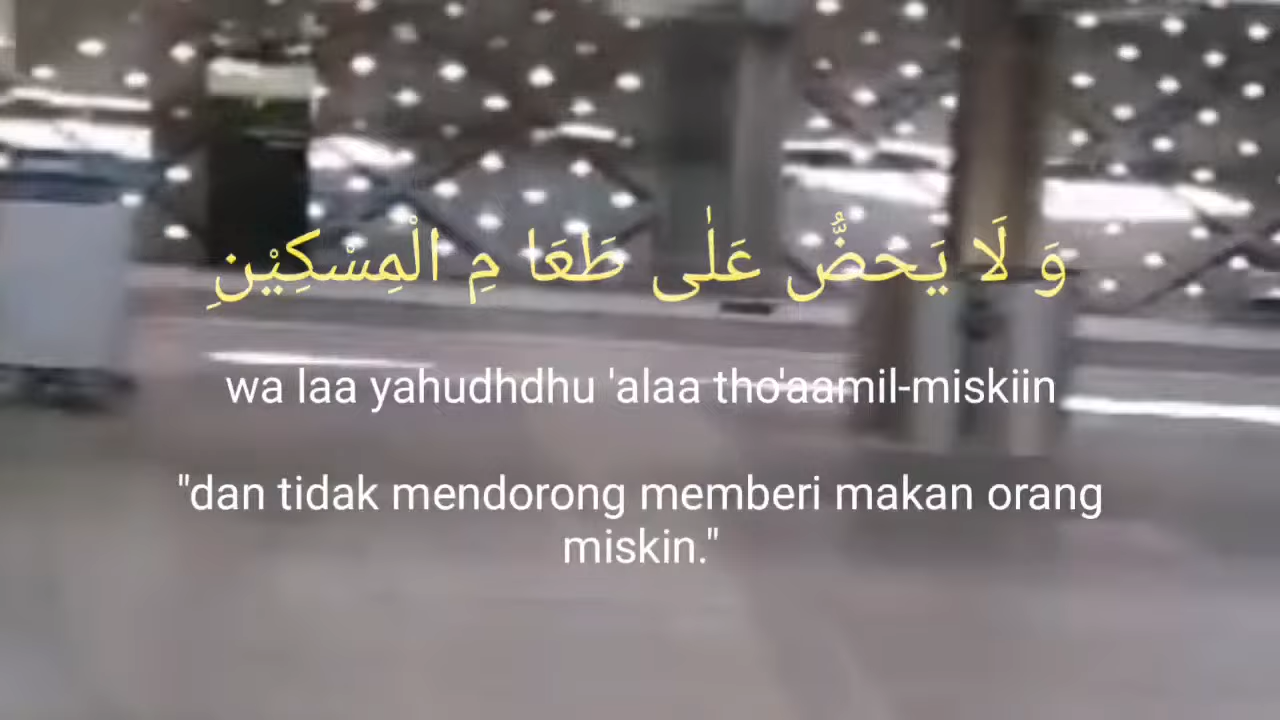 وَ لَا يَحُضُّ عَلٰى طَعَا مِ الْمِسْكِيْنِ
wa laa yahudhdhu 'alaa tho'aamil-miskiin
"dan tidak mendorong memberi makan orang
miskin."